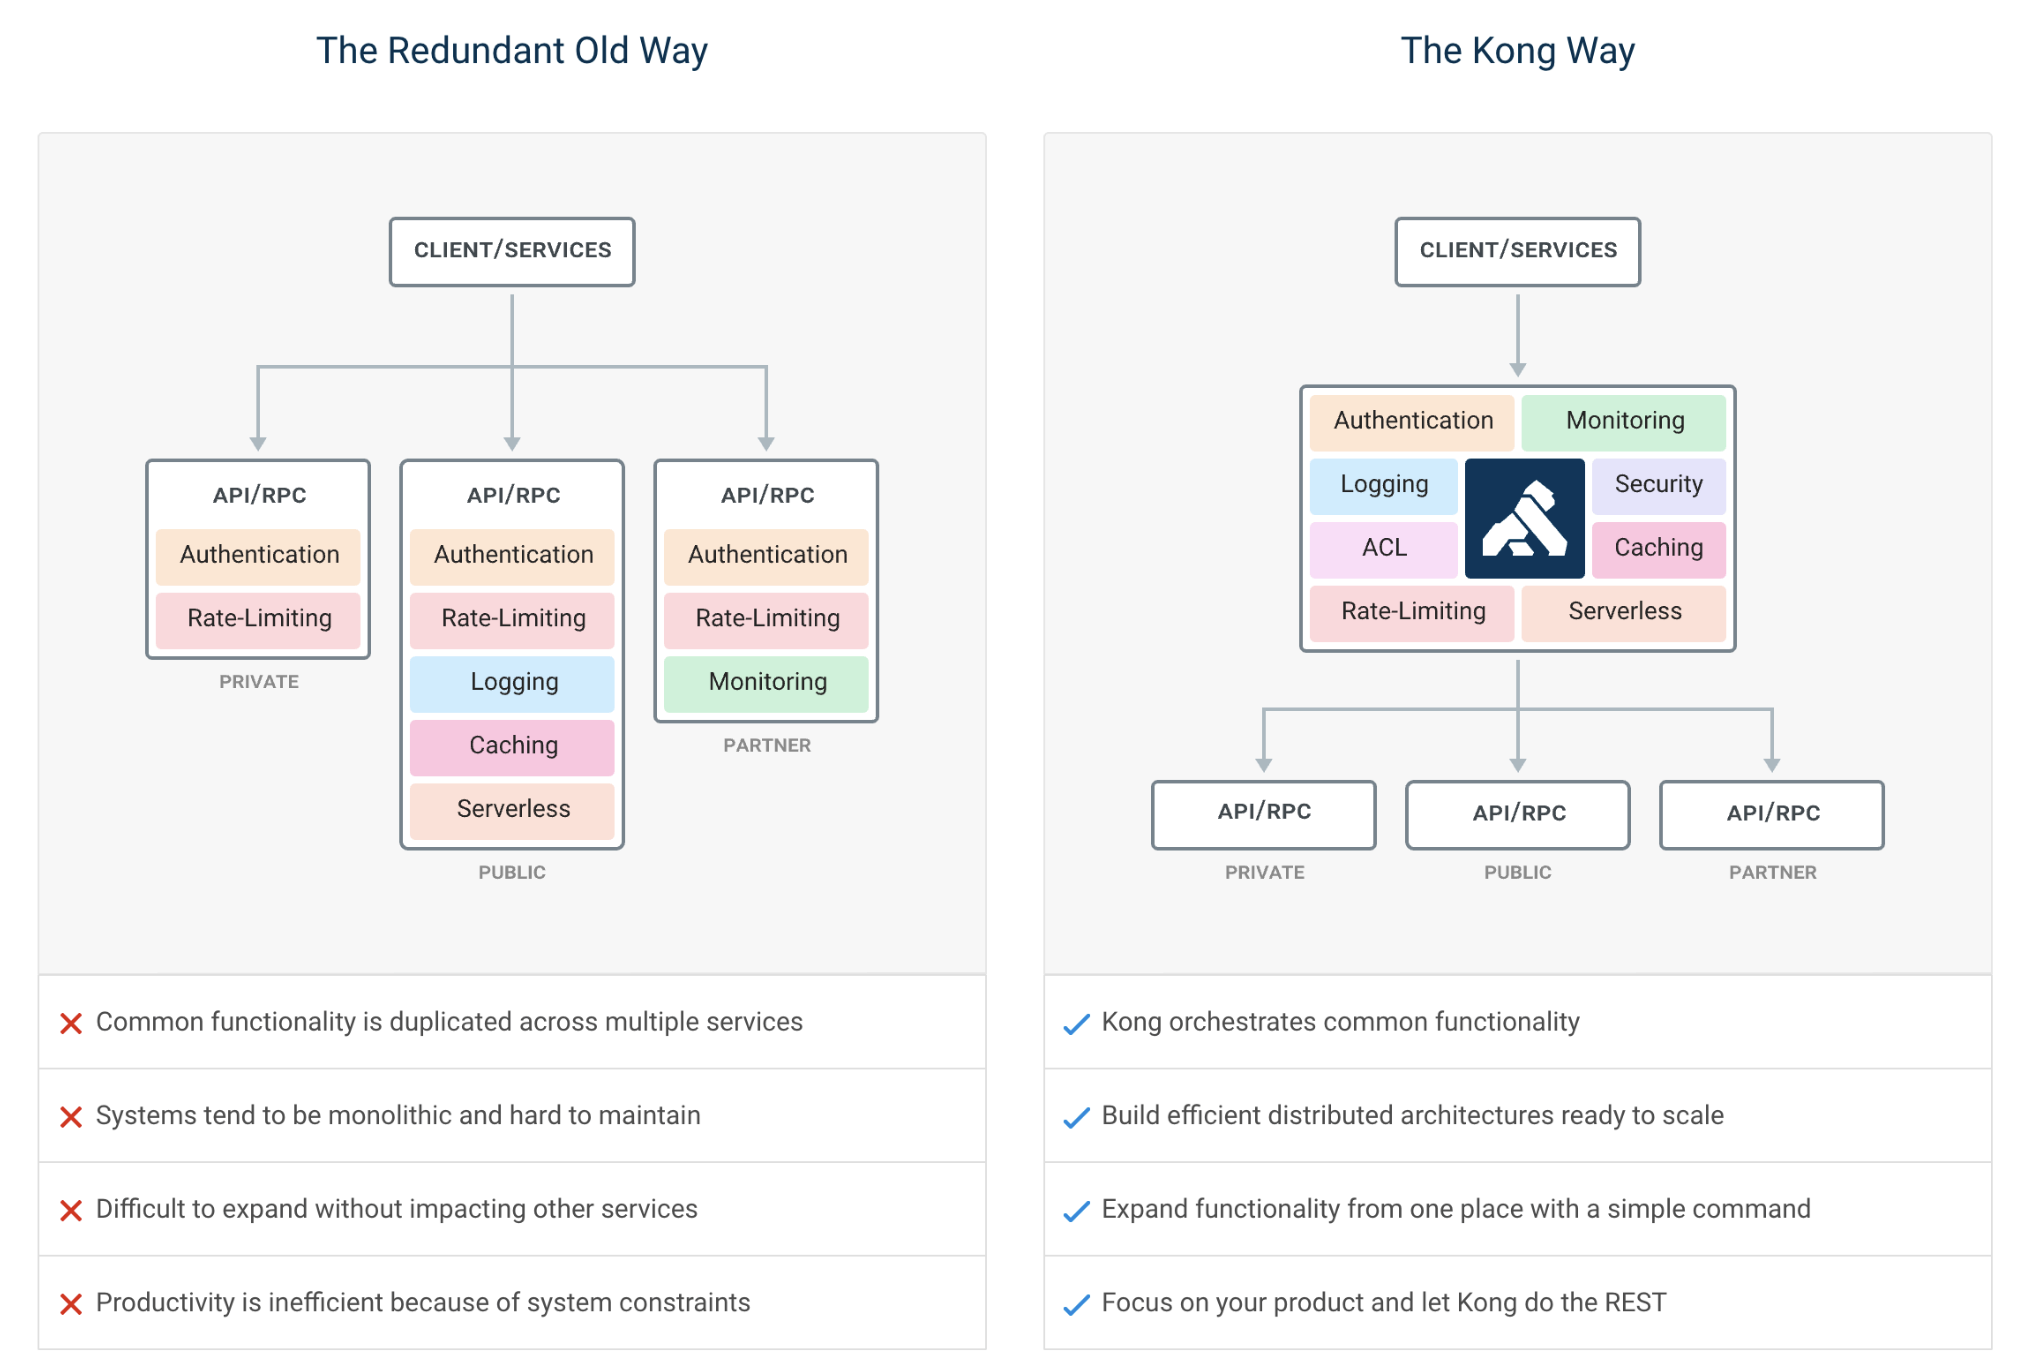 The Redundant Old Way
CLIENT/SERVICES
API/RPC
Authentication
Rate-Limiting
PRIVATE
API/RPC
Authentication
Rate-Limiting
Logging
Caching
Serverless
PUBLIC
API/RPC
Authentication
Rate-Limiting
Monitoring
PARTNER
Common functionality is duplicated across multiple services
Systems tend to be monolithic and hard to maintain
Difficult to expand without impacting other services
Productivity is inefficient because of system constraints
The Kong Way
CLIENT/SERVICES
Authentication
Monitoring
Logging
Security
ACL
Caching
Rate-Limiting
Serverless
API/RPC
PRIVATE
API/RPC
PUBLIC
API/RPC
PARTNER
Kong orchestrates common functionality
Build efficient distributed architectures ready to scale
Expand functionality from one place with a simple command
Focus on your product and let Kong do the REST